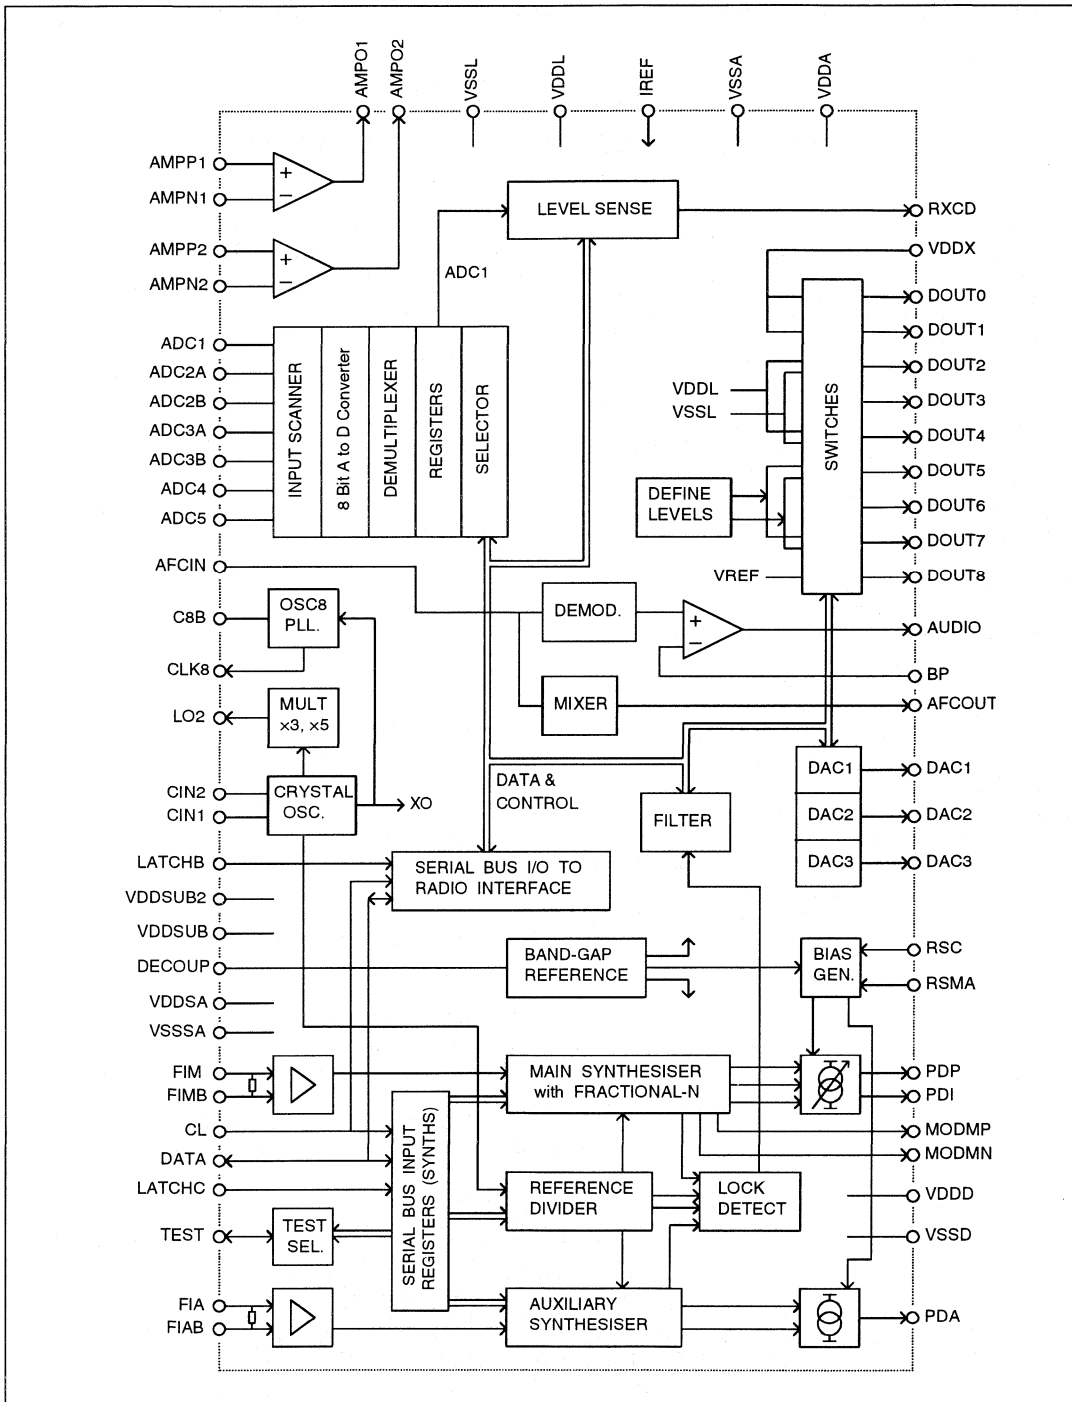 AMPO1
AMPO2
VSSL
VDDL
IREF
VSSA
VDDA
AMPP1
AMPN1
AMPP2
AMPN2
+
−
+
−
LEVEL SENSE
RXCD
VDDX
ADC1
DOUT0
DOUT1
DOUT2
DOUT3
DOUT4
DOUT5
DOUT6
DOUT7
DOUT8
ADC1
ADC2A
ADC2B
ADC3A
ADC3B
ADC4
ADC5
AFCIN
INPUT SCANNER
8 Bit A to D Converter
DEMULTIPLEXER
REGISTERS
SELECTOR
VDDL
VSSL
SWITCHES
DEFINE
LEVELS
VREF
C8B
OSC8
PLL.
CLK8
DEMOD.
+
−
AUDIO
BP
LO2
MULT
×3, ×5
MIXER
AFCOUT
CIN2
CIN1
CRYSTAL
OSC.
XO
DATA &
CONTROL
FILTER
DAC1
DAC2
DAC3
DAC1
DAC2
DAC3
LATCHB
SERIAL BUS I/O TO
RADIO INTERFACE
VDDSUB2
VDDSUB
DECOUP
BAND-GAP
REFERENCE
BIAS
GEN.
RSC
RSMA
VDDSA
VSSSA
FIM
FIMB
MAIN SYNTHESISER
with FRACTIONAL-N
PDP
PDI
CL
DATA
LATCHC
SERIAL BUS INPUT
REGISTERS (SYNTHS)
MODMP
MODMN
REFERENCE
DIVIDER
LOCK
DETECT
VDDD
VSSD
TEST
TEST
SEL.
FIA
FIAB
AUXILIARY
SYNTHESISER
PDA